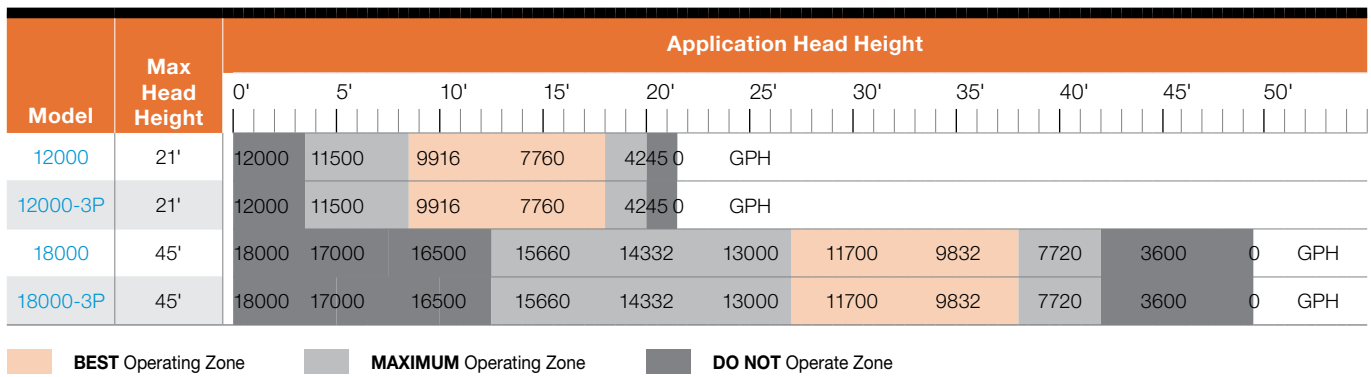 Application Head Height
Model
Max Head Height
0' 5' 10' 15' 20' 25' 30' 35' 40' 45' 50'
12000 21' 12000 11500 9916 7760 4245 0 GPH
12000-3P 21' 12000 11500 9916 7760 4245 0 GPH
18000 45' 18000 17000 16500 15660 14332 13000 11700 9832 7720 3600 0 GPH
18000-3P 45' 18000 17000 16500 15660 14332 13000 11700 9832 7720 3600 0 GPH
BEST Operating Zone MAXIMUM Operating Zone DO NOT Operate Zone